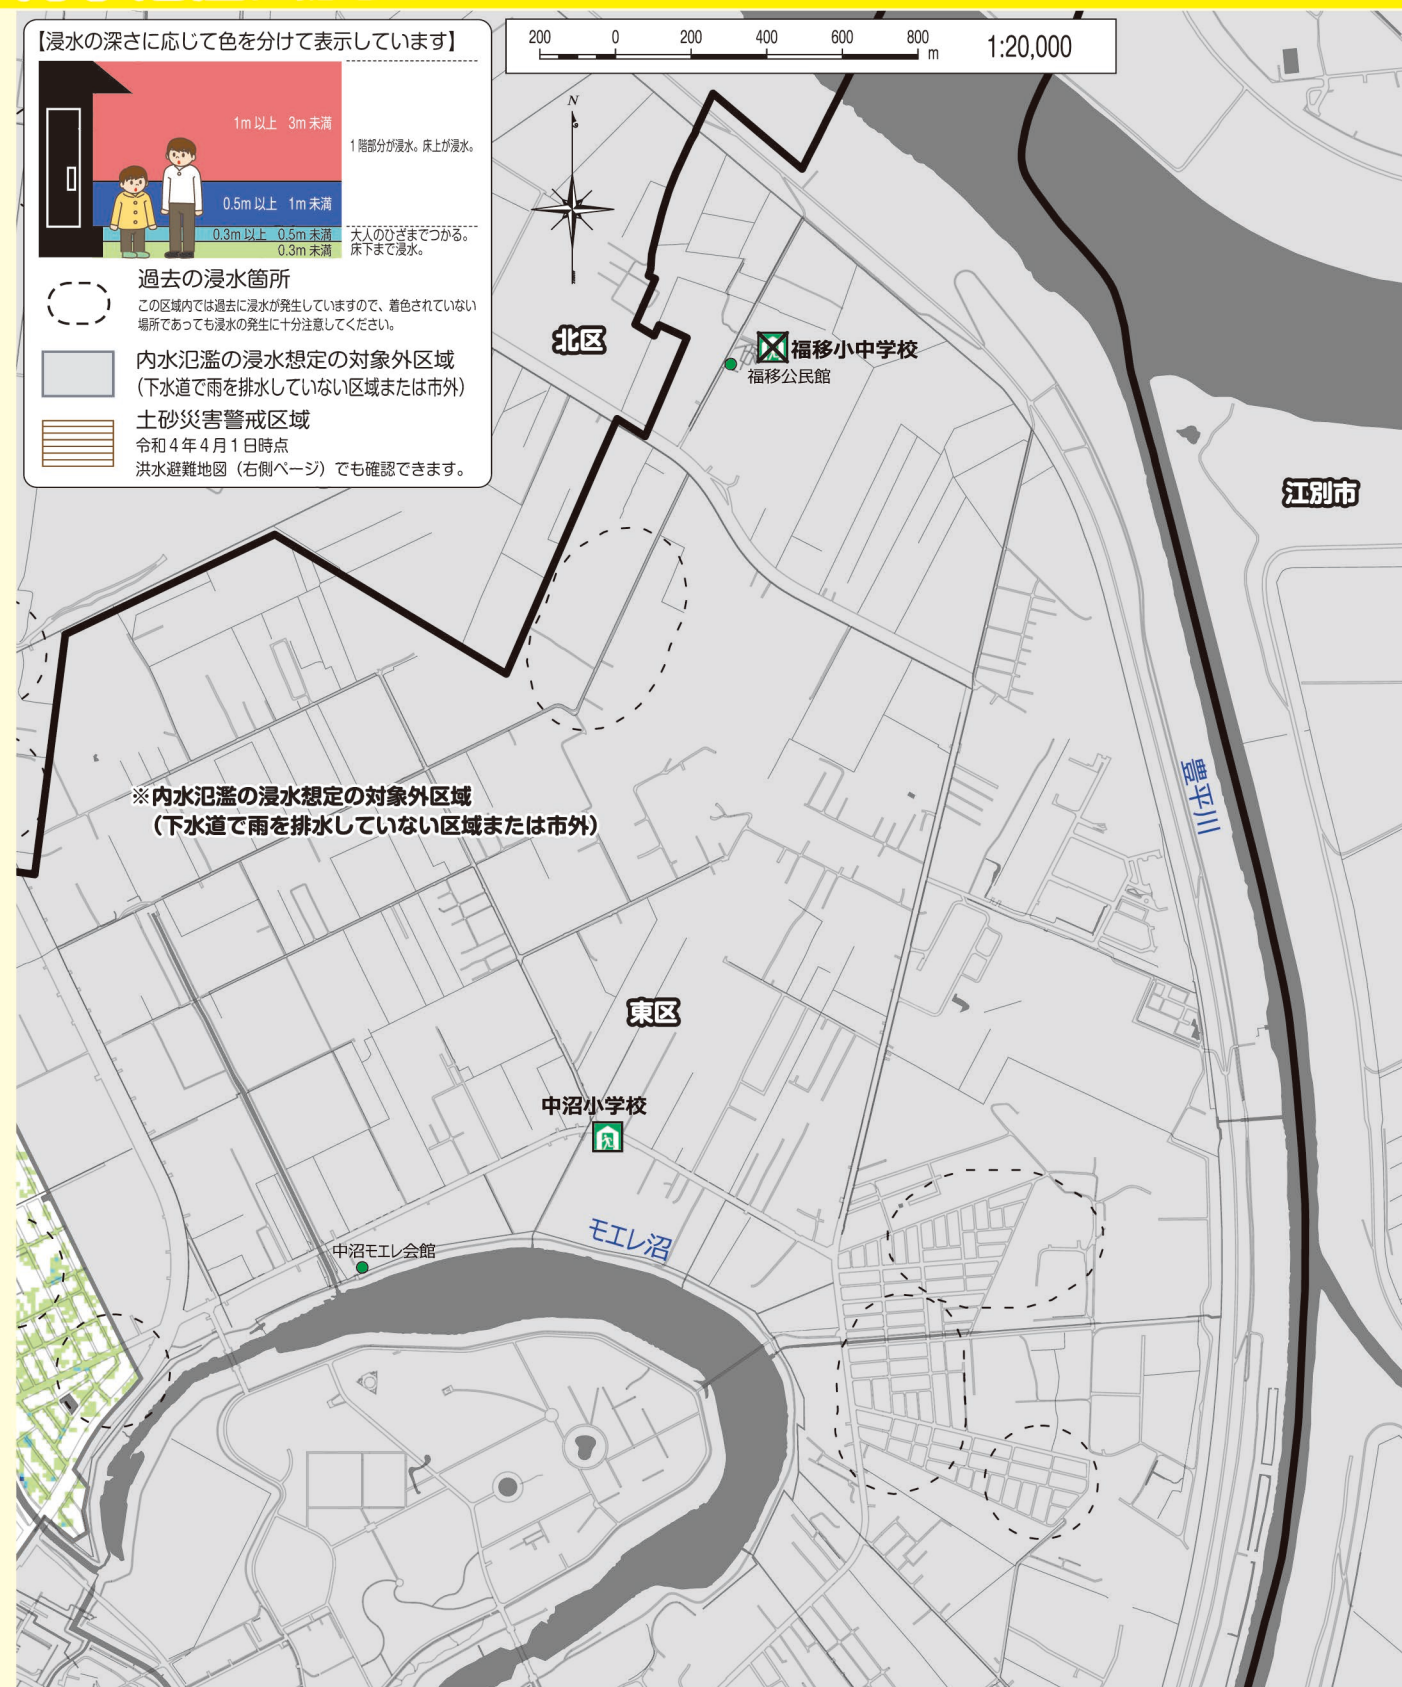 【浸水の深さに応じて色を分けて表示しています】
1m以上 3m未満
1階部分が浸水。床上が浸水。
0.5m以上 1m未満
0.3m以上 0.5m未満
大人のひざまでつかる。
0.3m未満
床下まで浸水。
過去の浸水箇所
この区域内では過去に浸水が発生していますので、着色されていない
場所であっても浸水の発生に十分注意してください。
内水氾濫の浸水想定の対象外区域
(下水道で雨を排水していない区域または市外)
土砂災害警戒区域
令和4年4月1日時点
洪水避難地図（右側ページ）でも確認できます。
200 0 200 400 600 800 m
1:20,000
N
北区
福移小中学校
福移公民館
江別市
豊平川
※内水氾濫の浸水想定の対象外区域
(下水道で雨を排水していない区域または市外)
東区
中沼小学校
モエレ沼
中沼モエレ会館